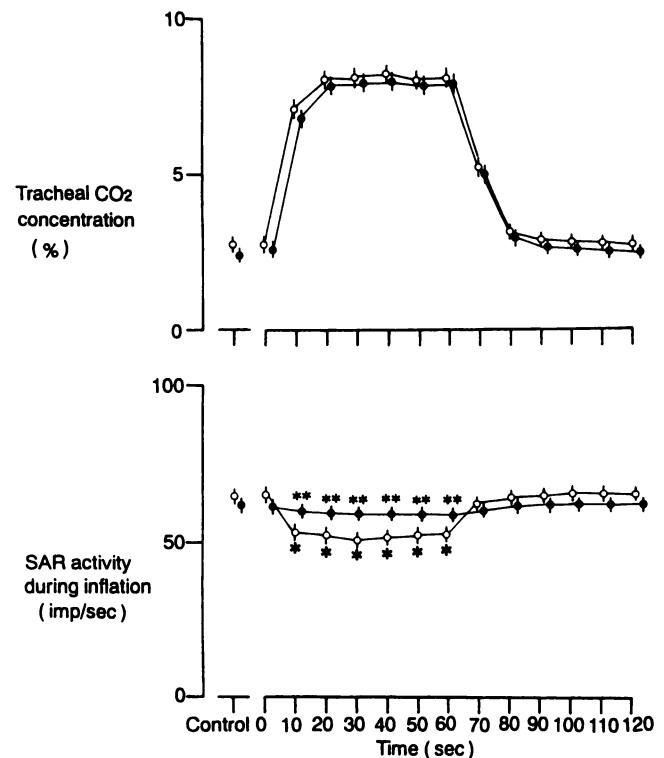 10
5
0
Tracheal CO2
concentration
( % )
100
50
0
SAR activity
during inflation
( imp/sec )
** ** ** ** ** **
* * * * * *
Control 0 10 20 30 40 50 60 70 80 90 100 110 120
Time ( sec )